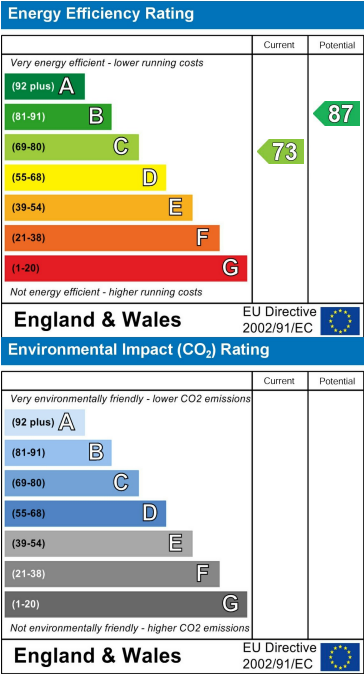 Energy Efficiency Rating
Current Potential
Very energy efficient - lower running costs
(92 plus) A
(81-91) B
87
(69-80) C
73
(55-68) D
(39-54) E
(21-38) F
(1-20) G
Not energy efficient - higher running costs
England & Wales
EU Directive
2002/91/EC
Environmental Impact (CO₂) Rating
Current Potential
Very environmentally friendly - lower CO2 emissions
(92 plus) A
(81-91) B
(69-80) C
(55-68) D
(39-54) E
(21-38) F
(1-20) G
Not environmentally friendly - higher CO2 emissions
England & Wales
EU Directive
2002/91/EC